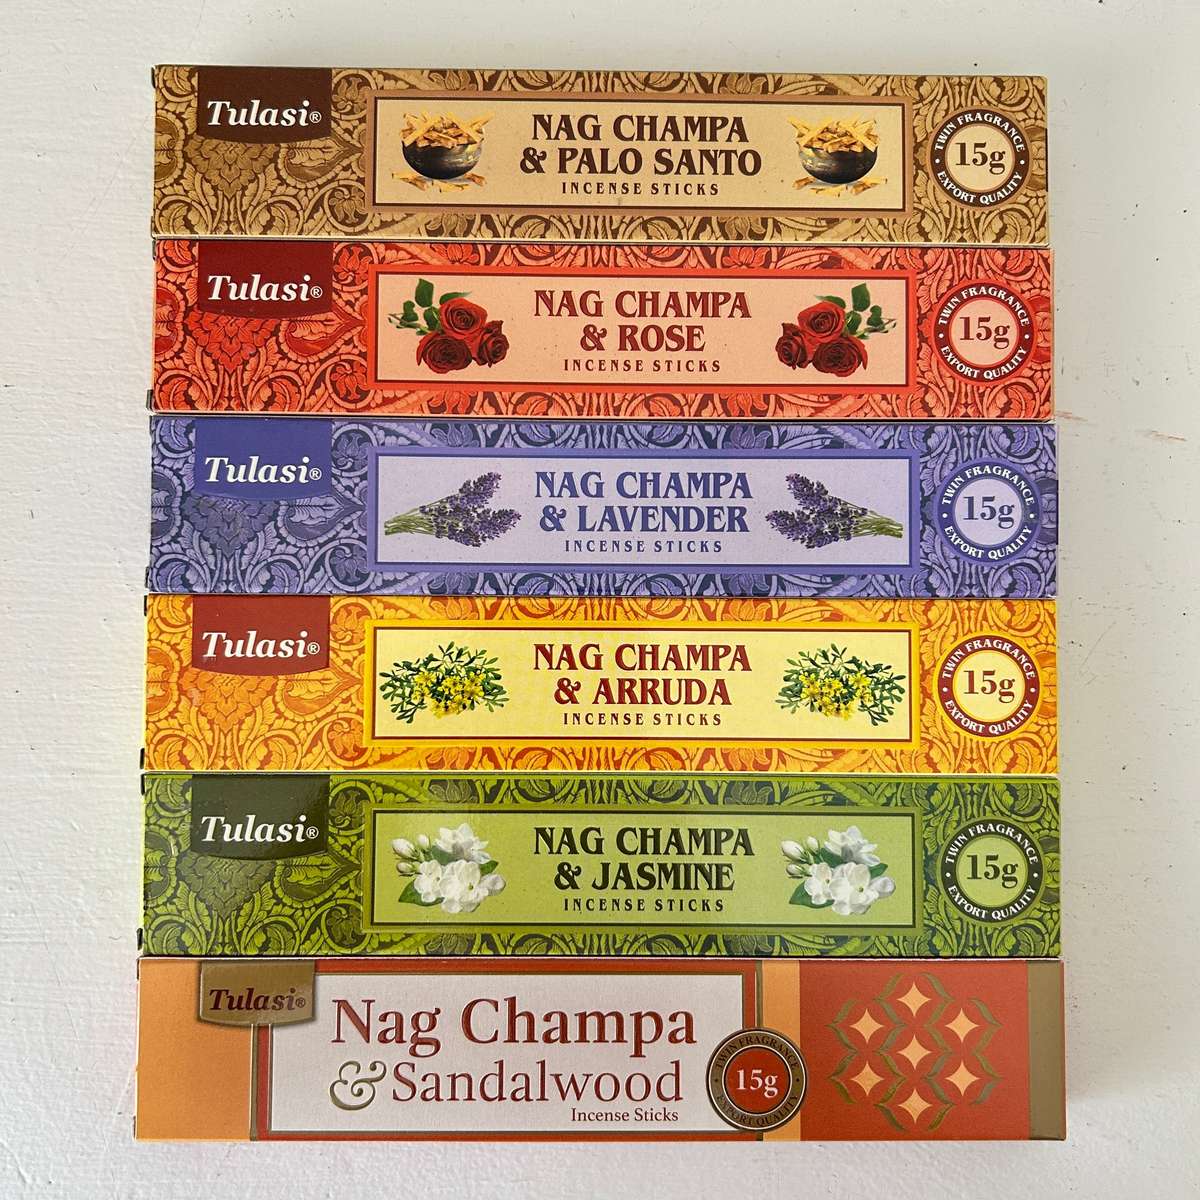 Tulasi®
NAG CHAMPA
& PALO SANTO
INCENSE STICKS
TWIN FRAGRANCE
15g
EXPORT QUALITY
Tulasi®
NAG CHAMPA
& ROSE
INCENSE STICKS
TWIN FRAGRANCE
15g
EXPORT QUALITY
Tulasi®
NAG CHAMPA
& LAVENDER
INCENSE STICKS
TWIN FRAGRANCE
15g
EXPORT QUALITY
Tulasi®
NAG CHAMPA
& ARRUDA
INCENSE STICKS
TWIN FRAGRANCE
15g
EXPORT QUALITY
Tulasi®
NAG CHAMPA
& JASMINE
INCENSE STICKS
TWIN FRAGRANCE
15g
EXPORT QUALITY
Tulasi®
Nag Champa
& Sandalwood
Incense Sticks
TWIN FRAGRANCE
15g
EXPORT QUALITY